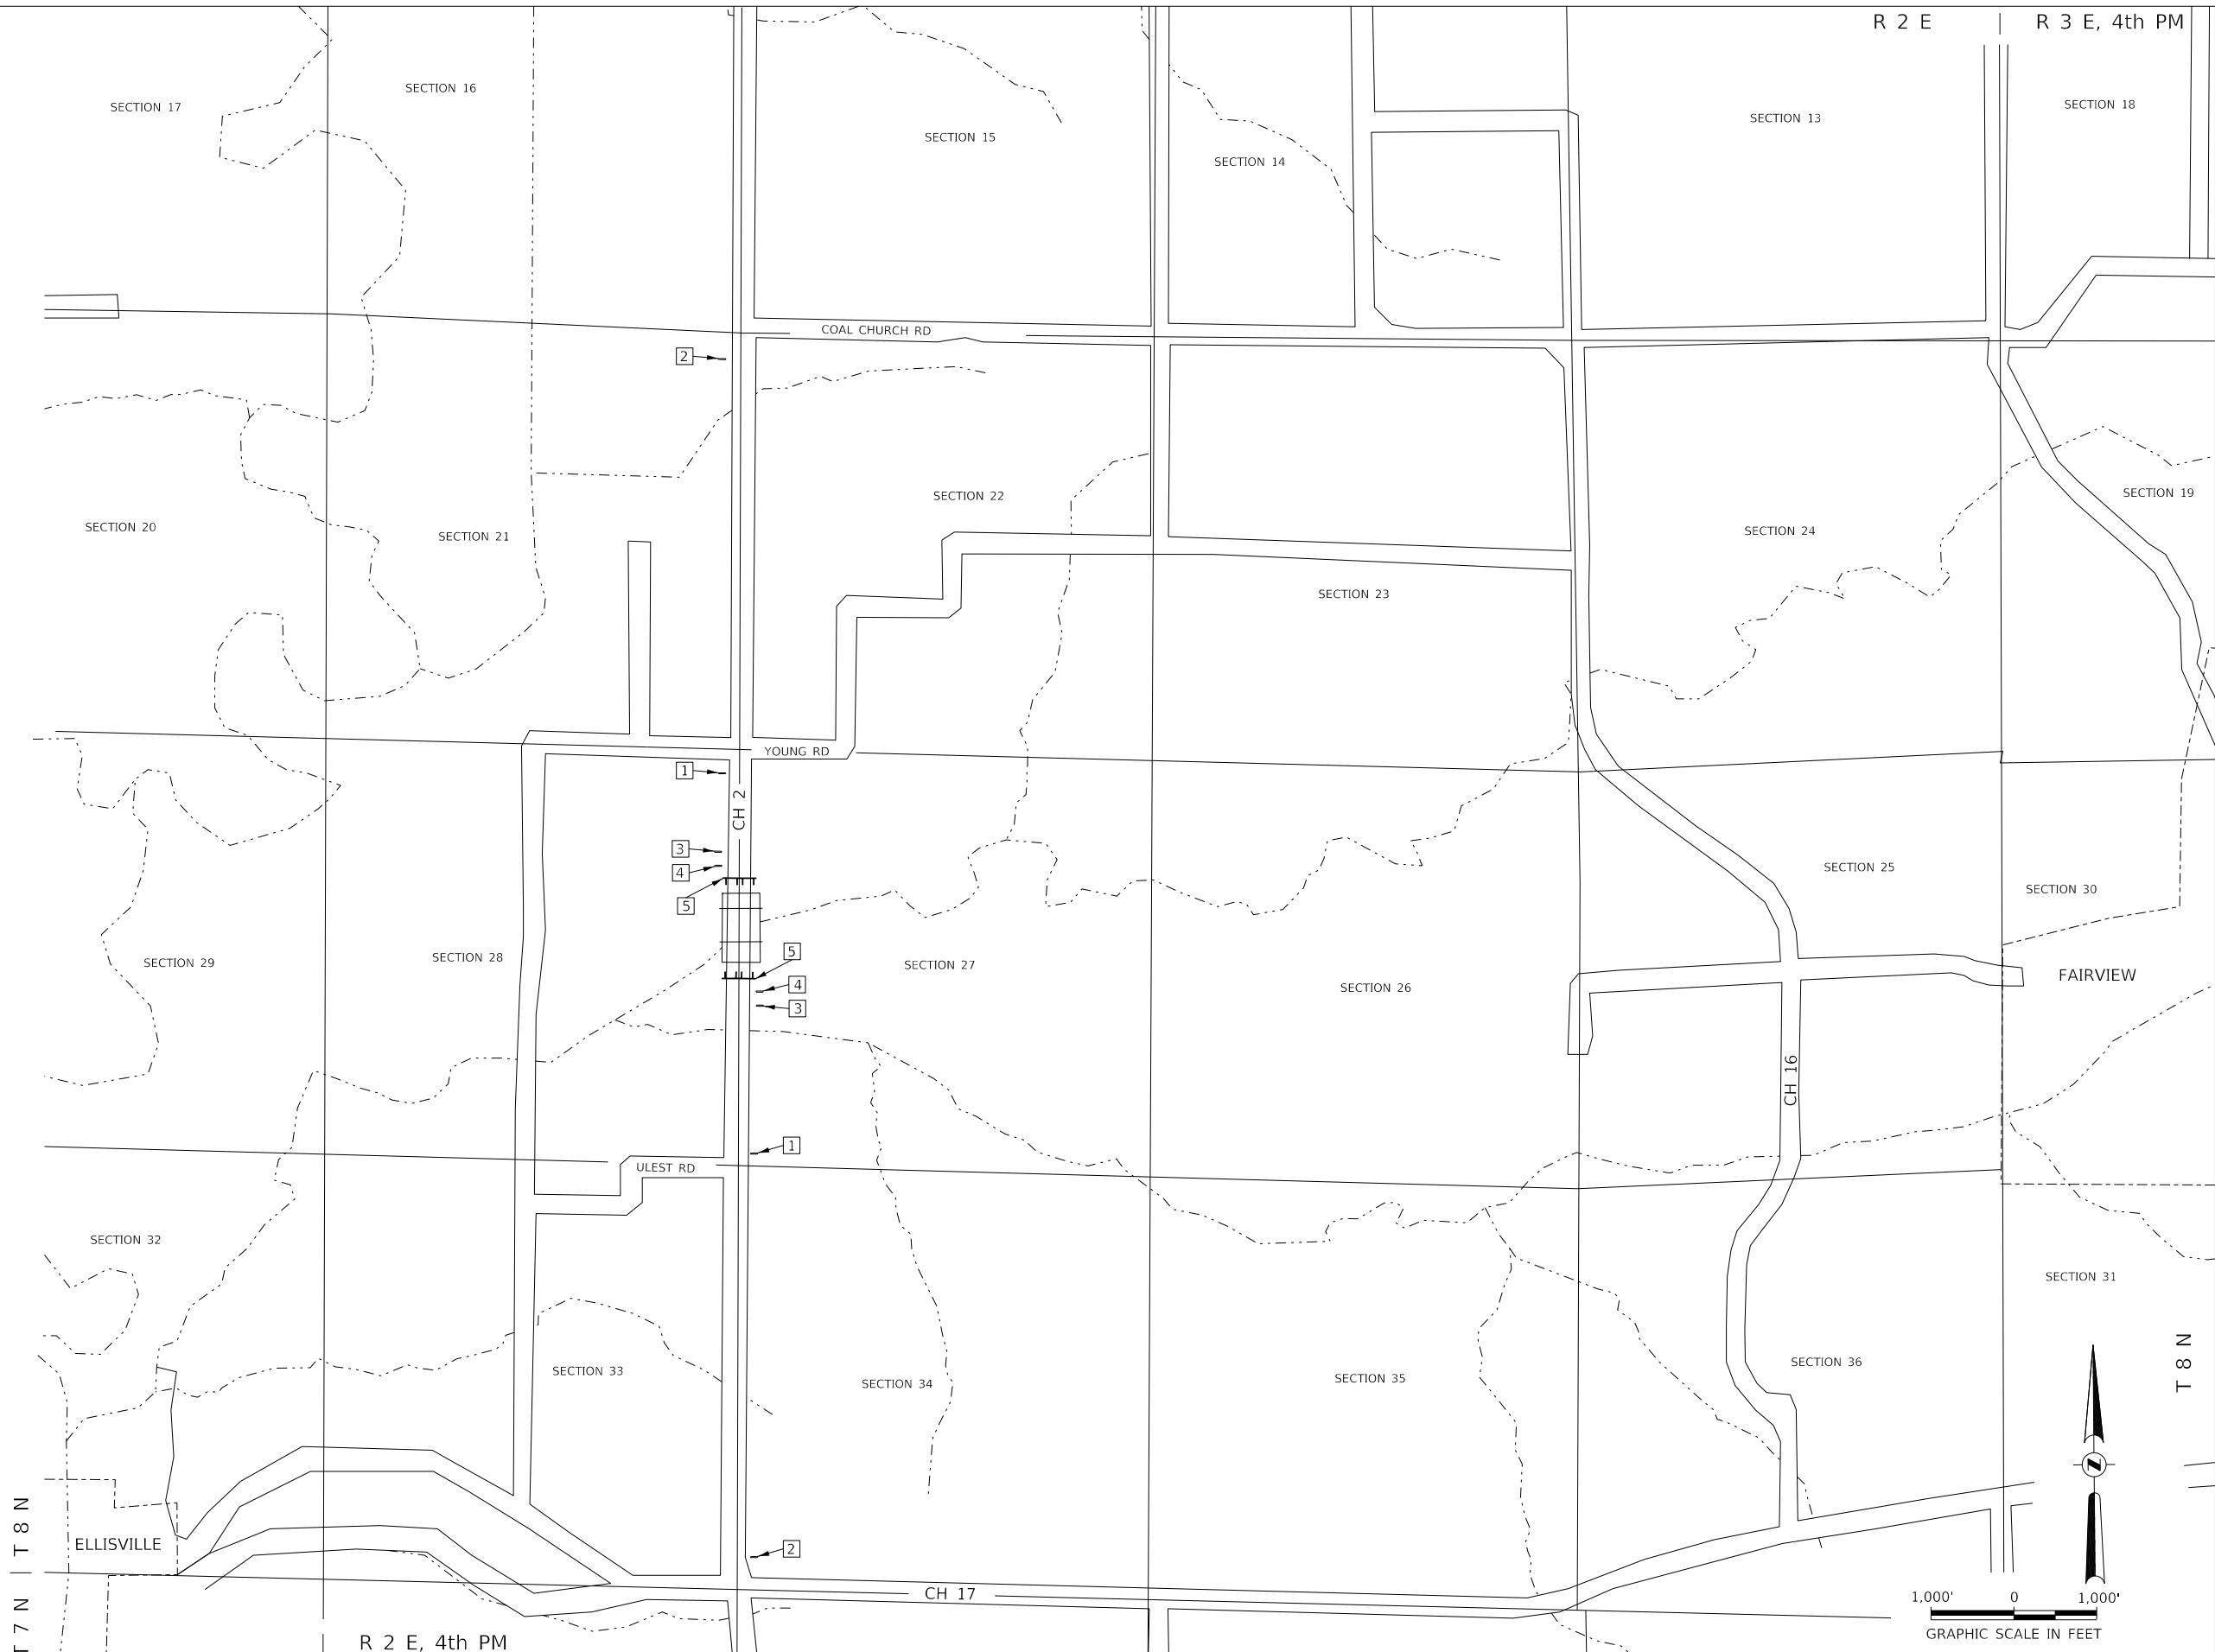 R 2 E | R 3 E, 4th PM
SECTION 17
SECTION 16
SECTION 15
SECTION 14
SECTION 13
SECTION 18
COAL CHURCH RD
2
SECTION 20
SECTION 21
SECTION 22
SECTION 23
SECTION 24
SECTION 19
YOUNG RD
1
CH 2
3
4
5
SECTION 29
SECTION 28
5
4
3
SECTION 27
SECTION 26
SECTION 25
SECTION 30
FAIRVIEW
CH 16
1
ULEST RD
SECTION 32
SECTION 33
SECTION 34
SECTION 35
SECTION 36
SECTION 31
T 8 N
Z
T 7 N | T 8 N
ELLISVILLE
2
CH 17
R 2 E, 4th PM
1,000' 0 1,000'
GRAPHIC SCALE IN FEET